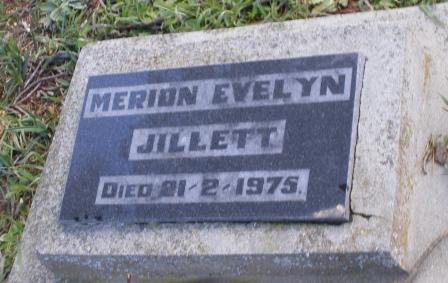 MERION EVELYN
JILLETT
DIED 21-2-1975.